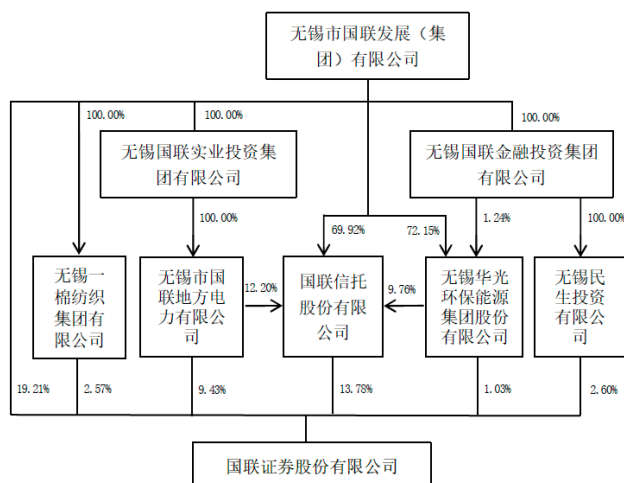 无锡市国联发展（集
团）有限公司
100.00%
100.00%
100.00%
无锡国联实业投资集
团有限公司
无锡国联金融投资集团
有限公司
100.00%
69.92%
72.15%
1.24%
100.00%
无锡一
棉纺织
集团有
限公司
无锡市国
联地方电
力有限公
司
12.20%
国联信托
股份有限
公司
9.76%
无锡华光
环保能源
集团股份
有限公司
无锡民
生投资
有限公
司
19.21%
2.57%
9.43%
13.78%
1.03%
2.60%
国联证券股份有限公司